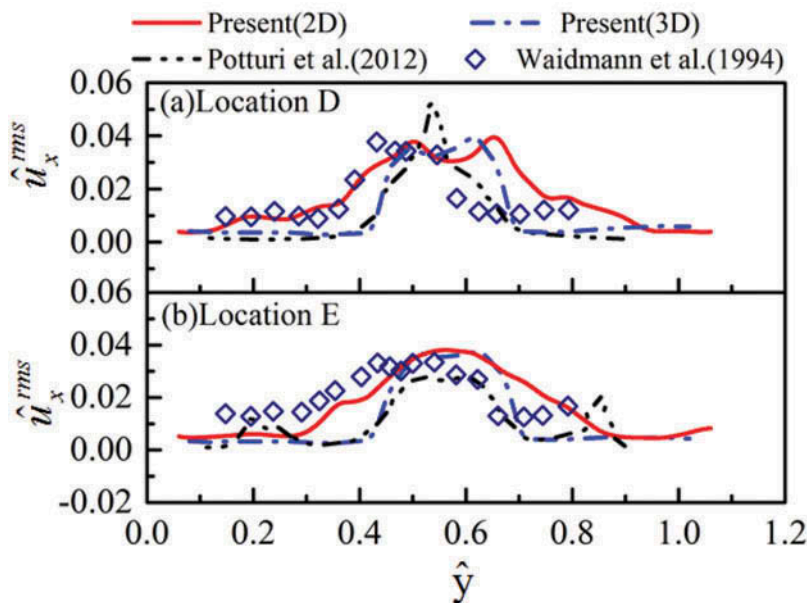 Present(2D) Present(3D)
Potturi et al.(2012) Waidmann et al.(1994)
0.06
(a)Location D
0.04
0.02
0.00
û_x^rms
0.06
(b)Location E
0.04
0.02
0.00
-0.02
û_x^rms
0.0 0.2 0.4 0.6 0.8 1.0 1.2
ŷ